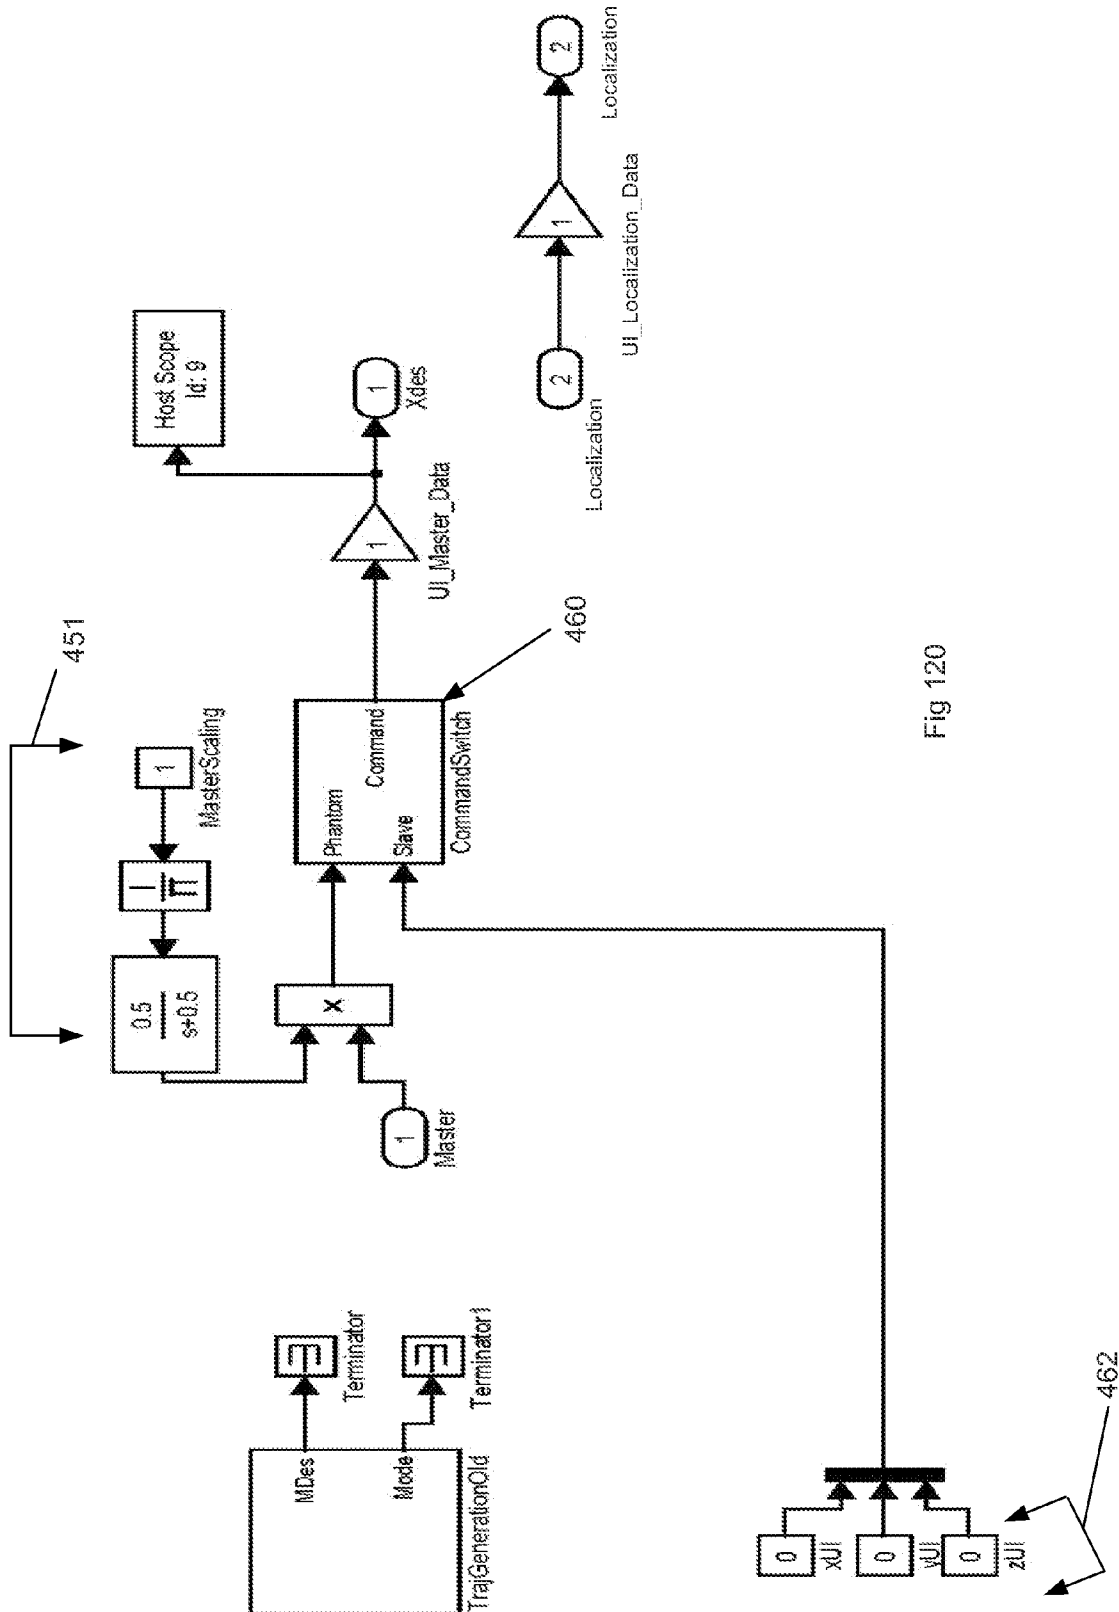 451
1
MasterScaling
1
0.5
s+0.5
Host Scope
Id: 9
x
1
Master
Phantom
Slave
Command
CommandSwitch
460
1
UI_Master_Data
1
Xdes
MDes
Mode
TrajGenerationOld
Terminator
Terminator1
2
Localization
1
UI_Localization_Data
2
Localization
0
xUI
0
yUI
0
zUI
462
Fig 120